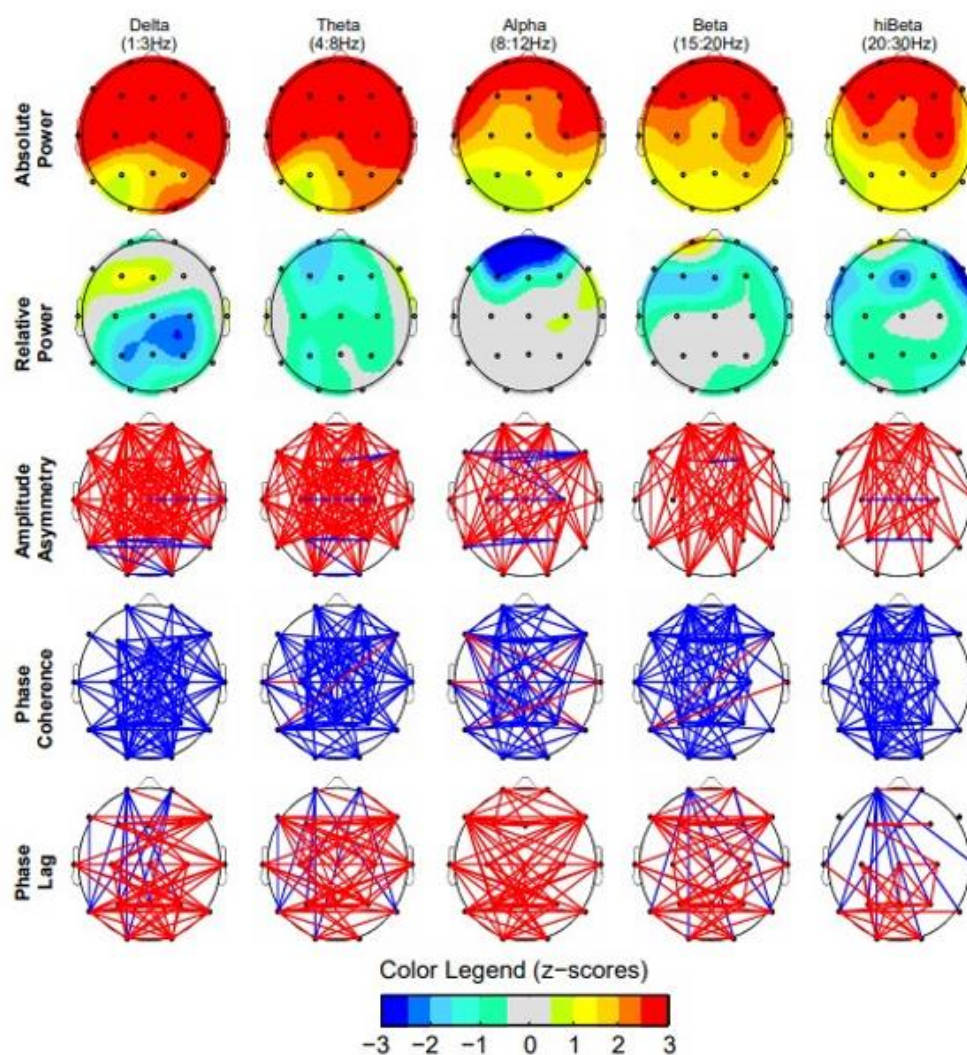 Delta
(1:3Hz)
Theta
(4:8Hz)
Alpha
(8:12Hz)
Beta
(15:20Hz)
hiBeta
(20:30Hz)
Absolute
Power
Relative
Power
Amplitude
Asymmetry
Phase
Coherence
Phase
Lag
Color Legend (z-scores)
-3 -2 -1 0 1 2 3